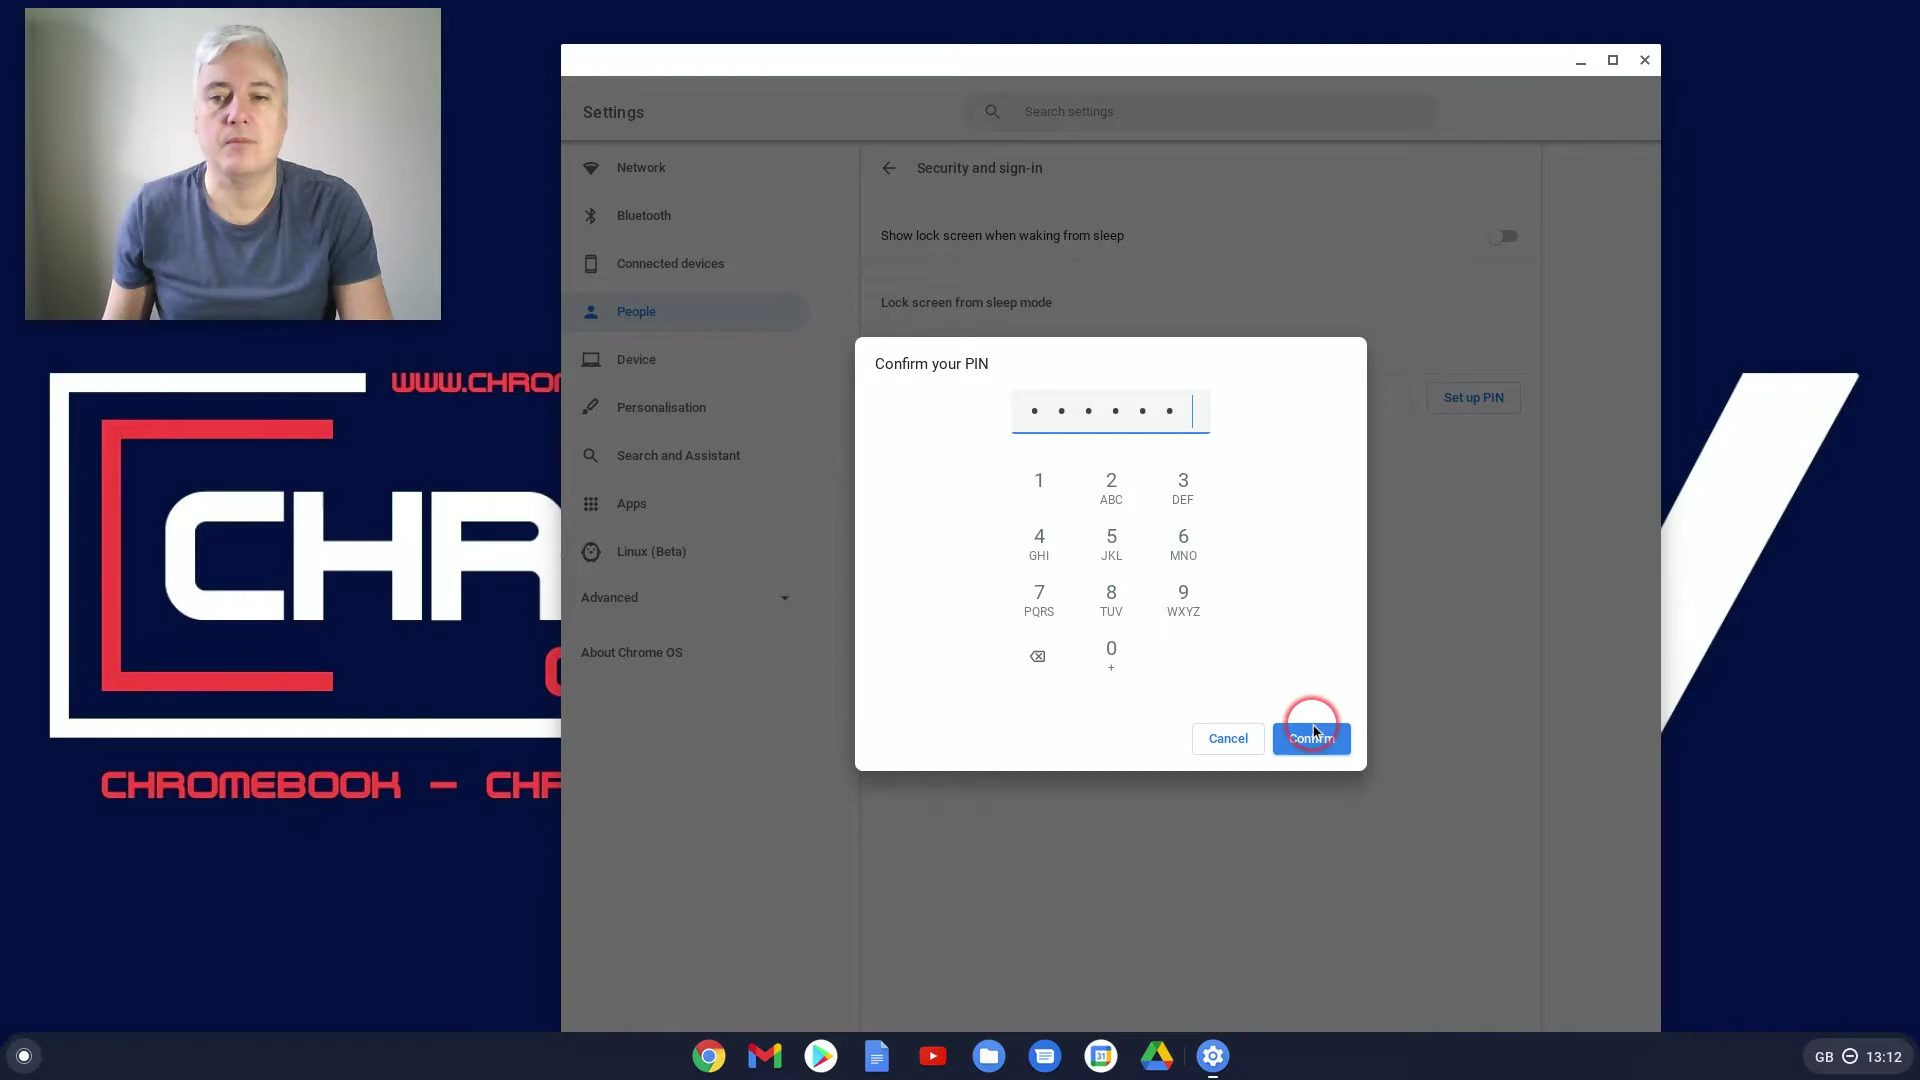 Settings
Search settings
Network
Bluetooth
Connected devices
People
Device
Personalisation
Search and Assistant
Apps
Linux (Beta)
Advanced
About Chrome OS
Security and sign-in
Show lock screen when waking from sleep
Lock screen from sleep mode
Set up PIN
Confirm your PIN
1
2 ABC
3 DEF
4 GHI
5 JKL
6 MNO
7 PQRS
8 TUV
9 WXYZ
0 +
Cancel
Confirm
WWW.CHROM
CHR
CHROMEBOOK - CHR
31
GB 13:12